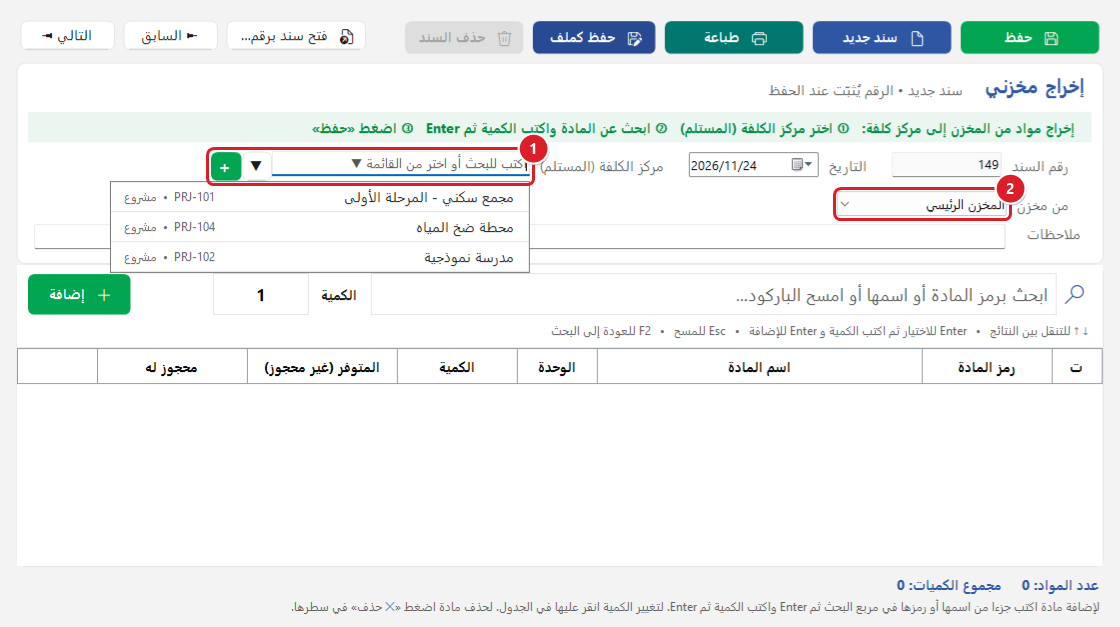 حفظ
سند جديد
طباعة
حفظ كملف
حذف السند
فتح سند برقم...
السابق
التالي
إخراج مخزني
سند جديد • الرقم يُثبّت عند الحفظ
إخراج مواد من المخزن إلى مركز كلفة: ① اختر مركز الكلفة (المستلم) ② ابحث عن المادة واكتب الكمية ثم Enter ③ اضغط «حفظ»
رقم السند 149 التاريخ 2026/11/24 مركز الكلفة (المستلم) اكتب للبحث أو اختر من القائمة ▼ ▼ +
1
من مخزن المخزن الرئيسي
2
مجمع سكني - المرحلة الأولى PRJ-101 • مشروع
محطة ضخ المياه PRJ-104 • مشروع
مدرسة نموذجية PRJ-102 • مشروع
ملاحظات
ابحث برمز المادة أو اسمها أو امسح الباركود... الكمية 1 + إضافة
↑↓ للتنقل بين النتائج • Enter للاختيار ثم اكتب الكمية و Enter للإضافة • Esc للمسح • F2 للعودة إلى البحث
ت رمز المادة اسم المادة الوحدة الكمية المتوفر (غير محجوز) محجوز له
عدد المواد: 0 مجموع الكميات: 0
لإضافة مادة اكتب جزءا من اسمها أو رمزها في مربع البحث ثم Enter واكتب الكمية ثم Enter. لتغيير الكمية انقر عليها في الجدول. لحذف مادة اضغط «✕ حذف» في سطرها.